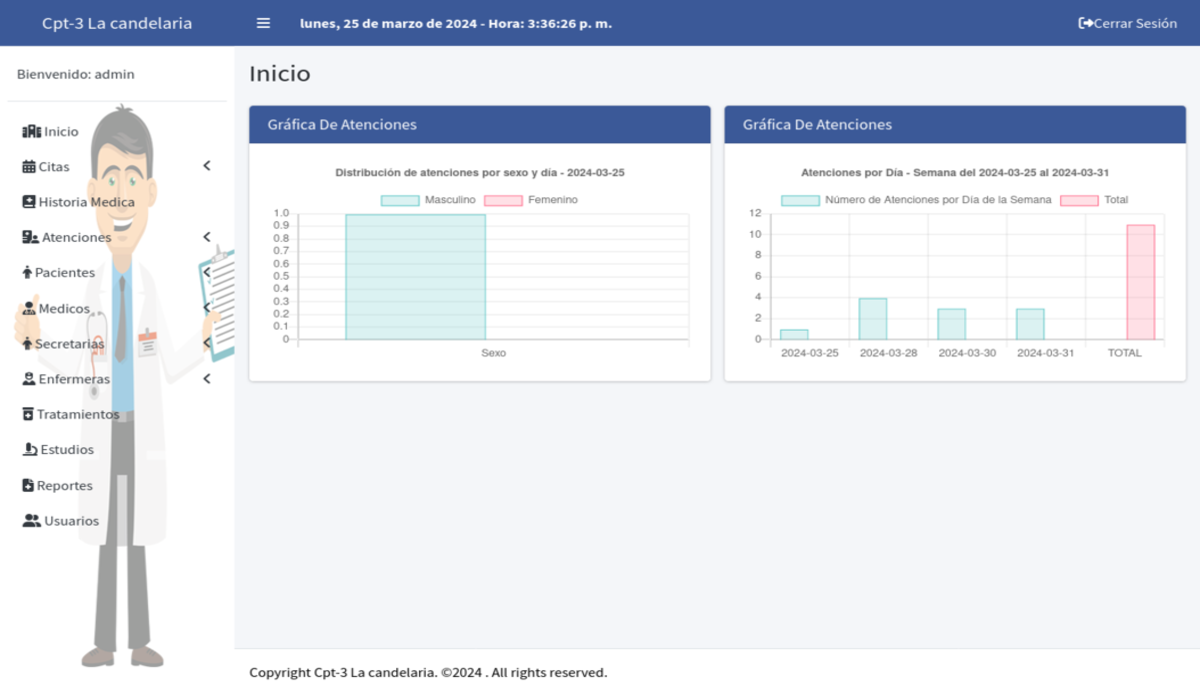 Cpt-3 La candelaria
lunes, 25 de marzo de 2024 - Hora: 3:36:26 p. m.
Cerrar Sesión
Bienvenido: admin
Inicio
Citas
Historia Medica
Atenciones
Pacientes
Medicos
Secretarias
Enfermeras
Tratamientos
Estudios
Reportes
Usuarios
Inicio
Gráfica De Atenciones
Distribución de atenciones por sexo y día - 2024-03-25
Masculino Femenino
1.0
0.9
0.8
0.7
0.6
0.5
0.4
0.3
0.2
0.1
0
Sexo
Gráfica De Atenciones
Atenciones por Día - Semana del 2024-03-25 al 2024-03-31
Número de Atenciones por Día de la Semana Total
12
10
8
6
4
2
0
2024-03-25 2024-03-28 2024-03-30 2024-03-31 TOTAL
Copyright Cpt-3 La candelaria. ©2024 . All rights reserved.